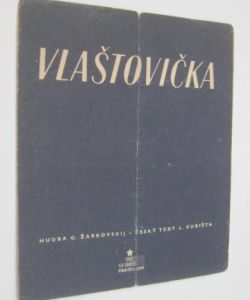 VLAŠTOVIČKA
HUDBA G. ŽARKOVSKIJ - ČESKÝ TEXT L. KUBIŠTA